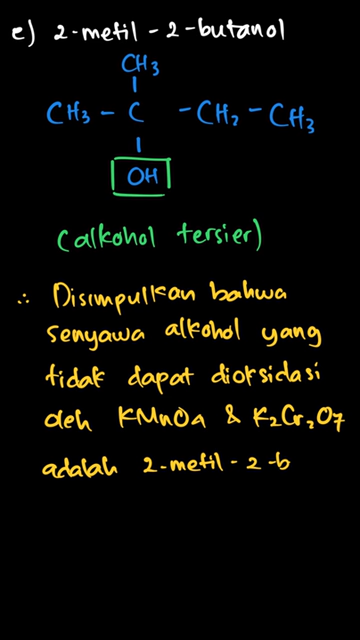 e) 2-metil-2-butanol
CH3
CH3 - C - CH2 - CH3
OH
(alkohol tersier)
∴ Disimpulkan bahwa
senyawa alkohol yang
tidak dapat dioksidasi
oleh KMnO4 & K2Cr2O7
adalah 2-metil-2-b